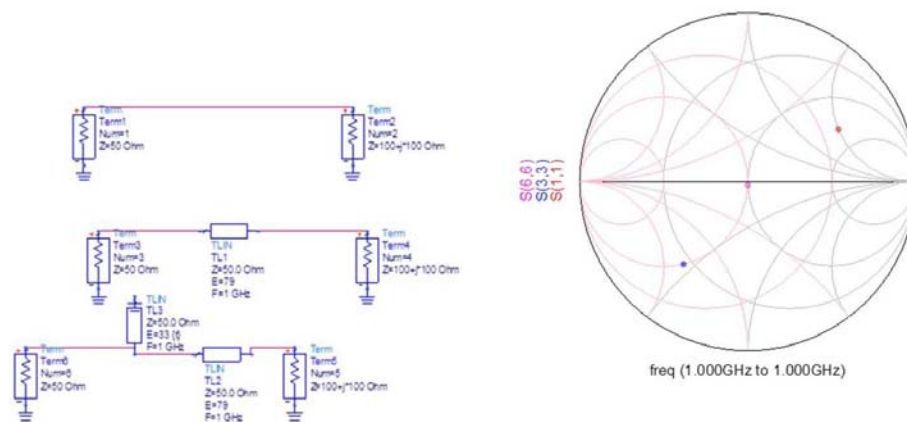 Term
Term1
Num=1
Z=50 Ohm
Term
Term2
Num=2
Z=100+j*100 Ohm
Term
Term3
Num=3
Z=50 Ohm
TLIN
TL1
Z=50.0 Ohm
E=79
F=1 GHz
Term
Term4
Num=4
Z=100+j*100 Ohm
TLIN
TL3
Z=50.0 Ohm
E=33 {t}
F=1 GHz
Term
Term6
Num=6
Z=50 Ohm
TLIN
TL2
Z=50.0 Ohm
E=79
F=1 GHz
Term
Term5
Num=5
Z=100+j*100 Ohm
S(6,6)
S(3,3)
S(1,1)
freq (1.000GHz to 1.000GHz)